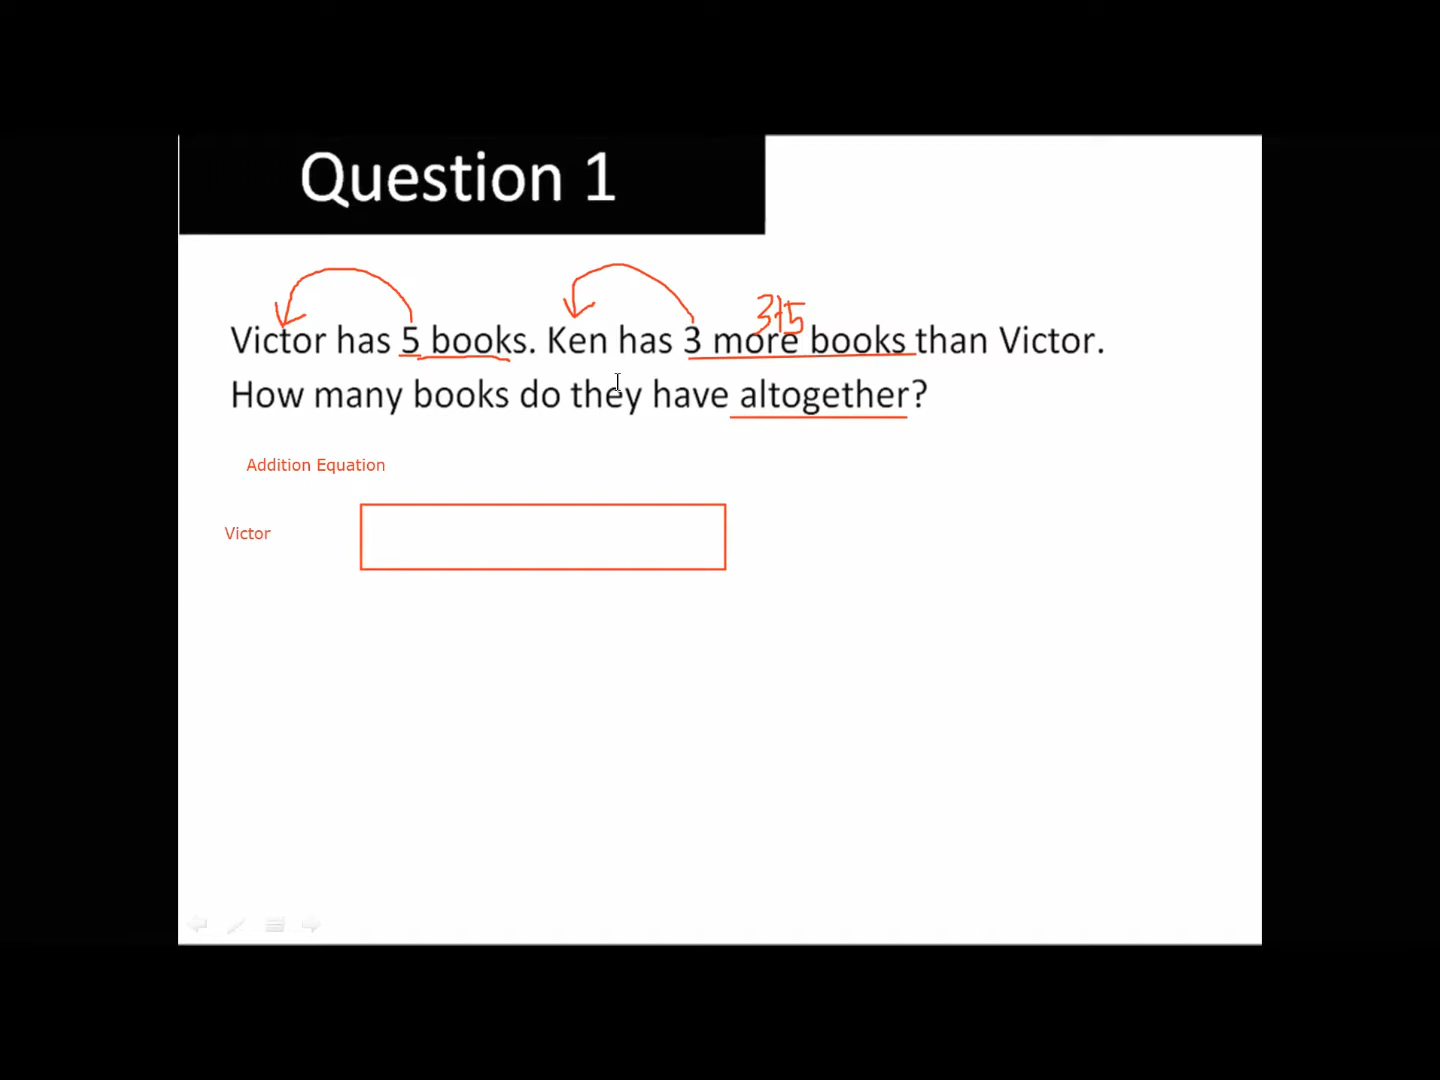 Question 1
3+5
Victor has 5 books. Ken has 3 more books than Victor.
How many books do they have altogether?
Addition Equation
Victor